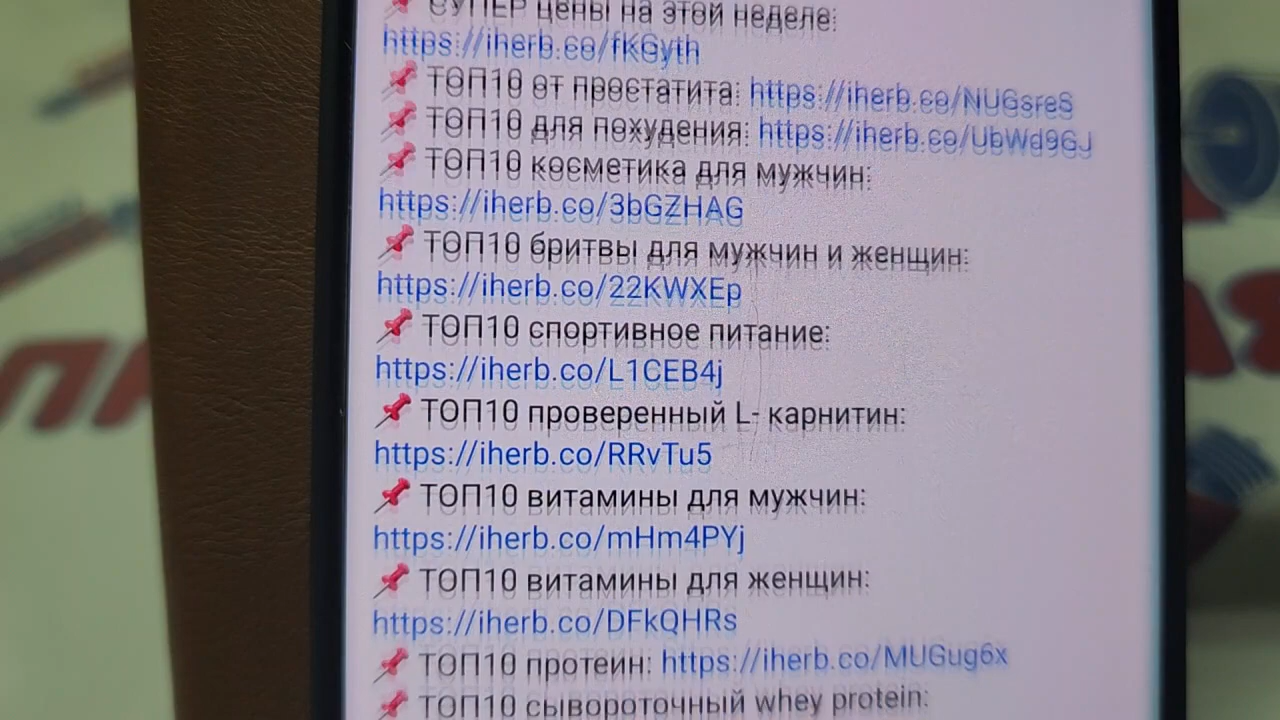 СУПЕР цены на этой неделе:
https://iherb.co/fKGyth
ТОП10 от простатита: https://iherb.co/NUGsreS
ТОП10 для похудения: https://iherb.co/UbWd9GJ
ТОП10 косметика для мужчин:
https://iherb.co/3bGZHAG
ТОП10 бритвы для мужчин и женщин:
https://iherb.co/22KWXEp
ТОП10 спортивное питание:
https://iherb.co/L1CEB4j
ТОП10 проверенный L- карнитин:
https://iherb.co/RRvTu5
ТОП10 витамины для мужчин:
https://iherb.co/mHm4PYj
ТОП10 витамины для женщин:
https://iherb.co/DFkQHRs
ТОП10 протеин: https://iherb.co/MUGug6x
ТОП10 сывороточный whey protein: